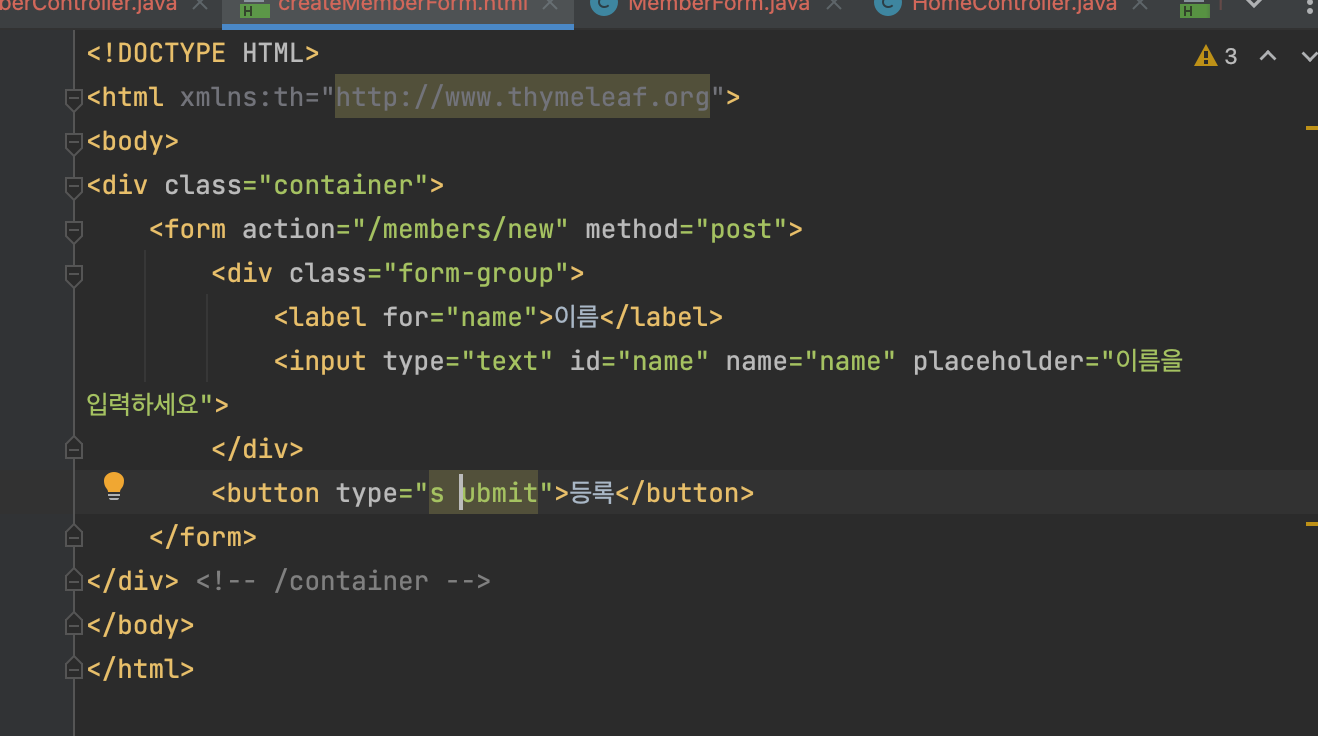 berController.java createMemberForm.html MemberForm.java HomeController.java
<!DOCTYPE HTML>
3
<html xmlns:th="http://www.thymeleaf.org">
<body>
<div class="container">
<form action="/members/new" method="post">
<div class="form-group">
<label for="name">이름</label>
<input type="text" id="name" name="name" placeholder="이름을
입력하세요">
</div>
<button type="s ubmit">등록</button>
</form>
</div> <!-- /container -->
</body>
</html>